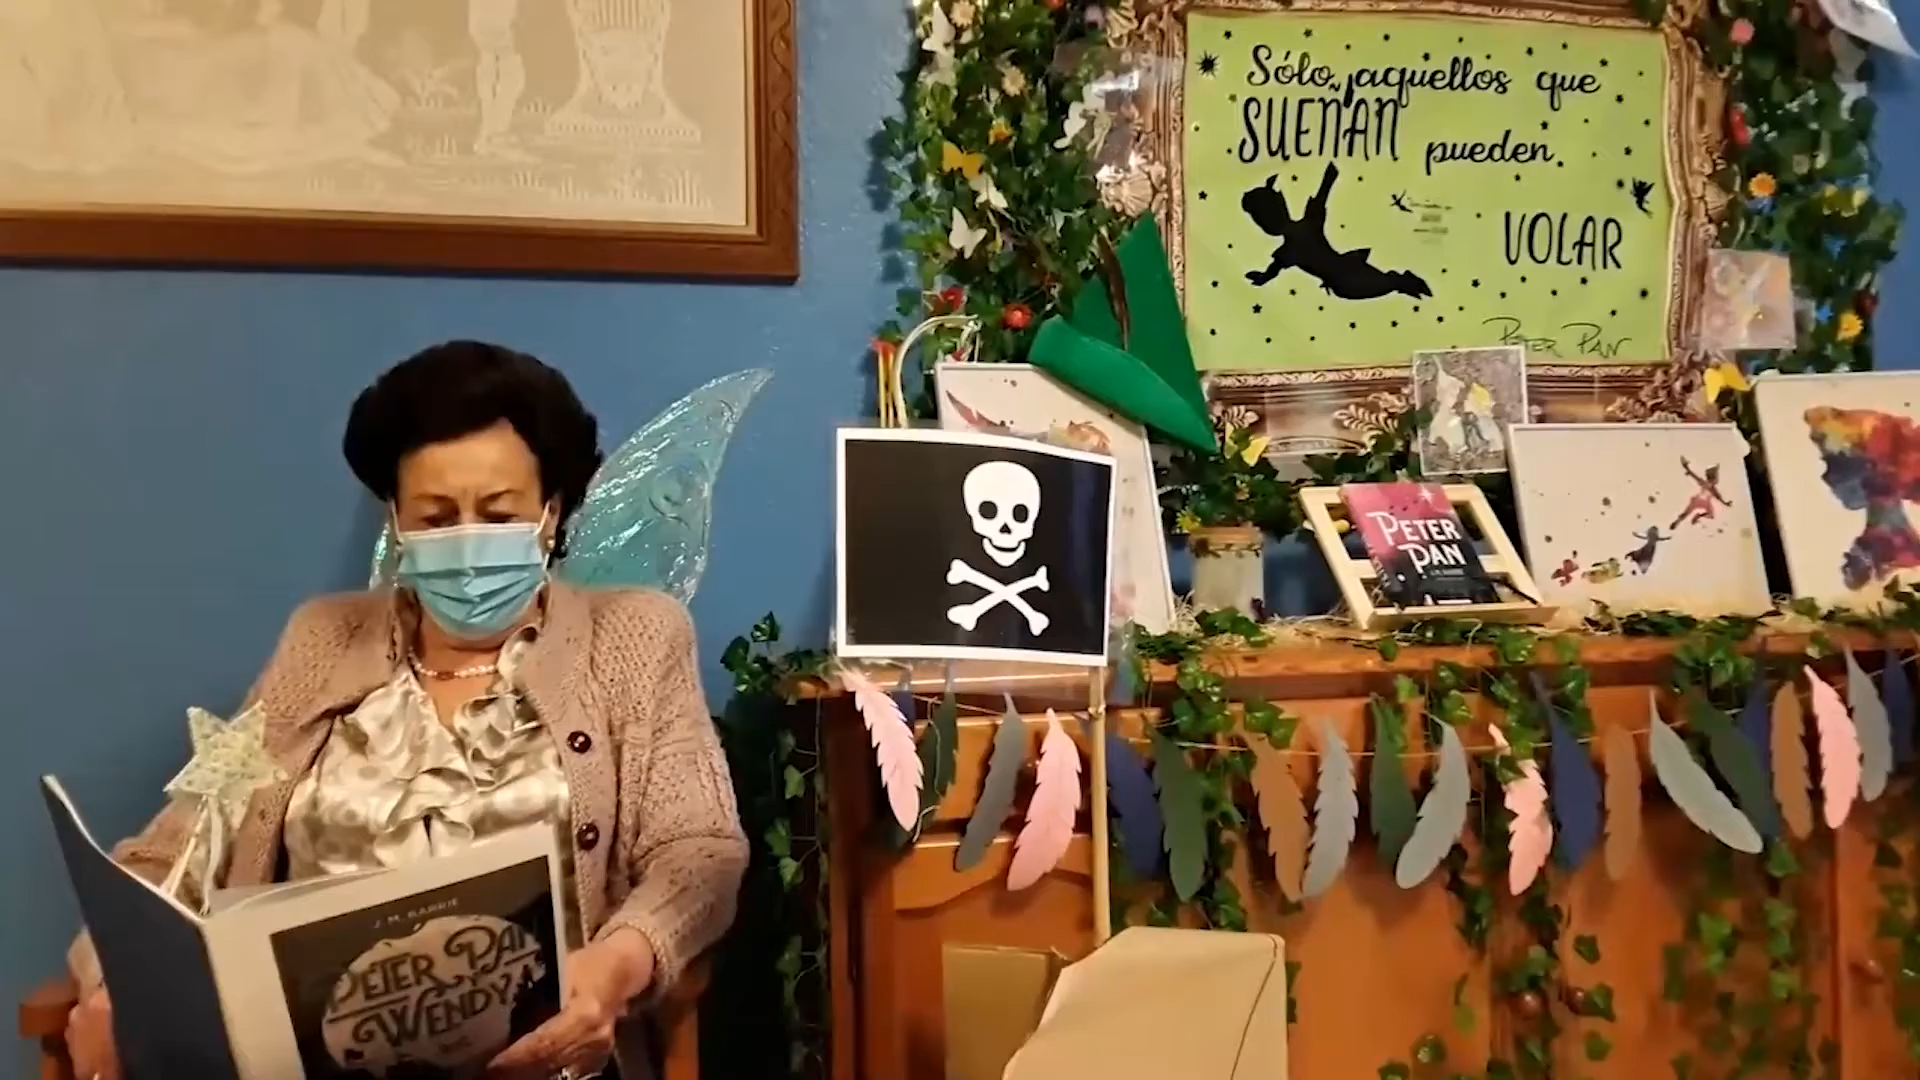 Sólo aquellos que
SUEÑAN pueden
VOLAR
PETER PAN
PETER
PAN
J. M. BARRIE
PETER PAN
Y
WENDY